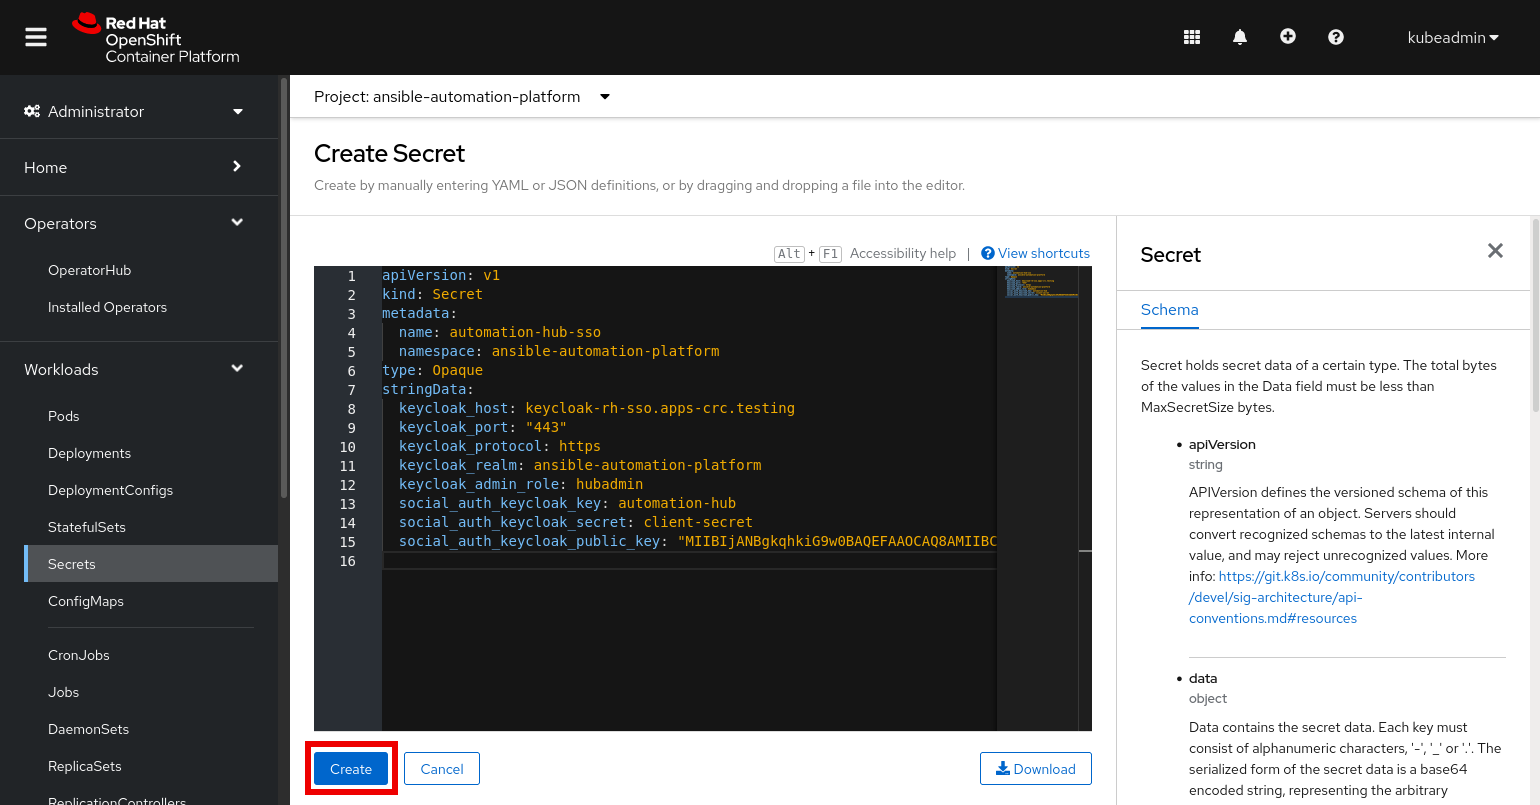 Red Hat
OpenShift
Container Platform
kubeadmin
Administrator
Home
Operators
OperatorHub
Installed Operators
Workloads
Pods
Deployments
DeploymentConfigs
StatefulSets
Secrets
ConfigMaps
CronJobs
Jobs
DaemonSets
ReplicaSets
ReplicationControllers
Project: ansible-automation-platform
Create Secret
Create by manually entering YAML or JSON definitions, or by dragging and dropping a file into the editor.
Alt + F1 Accessibility help | View shortcuts
1 apiVersion: v1
2 kind: Secret
3 metadata:
4 name: automation-hub-sso
5 namespace: ansible-automation-platform
6 type: Opaque
7 stringData:
8 keycloak_host: keycloak-rh-sso.apps-crc.testing
9 keycloak_port: "443"
10 keycloak_protocol: https
11 keycloak_realm: ansible-automation-platform
12 keycloak_admin_role: hubadmin
13 social_auth_keycloak_key: automation-hub
14 social_auth_keycloak_secret: client-secret
15 social_auth_keycloak_public_key: "MIIBIjANBgkqhkiG9w0BAQEFAAOCAQ8AMIIBC
16
Create
Cancel
Download
Secret
Schema
Secret holds secret data of a certain type. The total bytes
of the values in the Data field must be less than
MaxSecretSize bytes.
• apiVersion
string
APIVersion defines the versioned schema of this
representation of an object. Servers should
convert recognized schemas to the latest internal
value, and may reject unrecognized values. More
info: https://git.k8s.io/community/contributors
/devel/sig-architecture/api-
conventions.md#resources
• data
object
Data contains the secret data. Each key must
consist of alphanumeric characters, '-', '_' or '.'. The
serialized form of the secret data is a base64
encoded string, representing the arbitrary